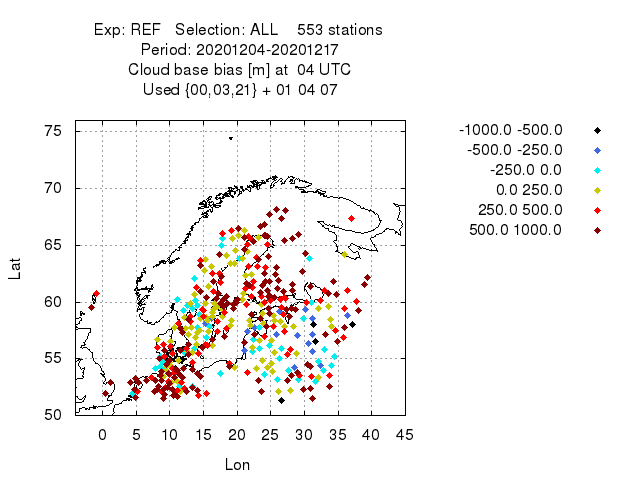 Exp: REF   Selection: ALL    553 stations
Period: 20201204-20201217
Cloud base bias [m] at  04 UTC
Used {00,03,21} + 01 04 07
-1000.0 -500.0
-500.0 -250.0
-250.0 0.0
0.0 250.0
250.0 500.0
500.0 1000.0
75
70
65
60
55
50
Lat
0 5 10 15 20 25 30 35 40 45
Lon